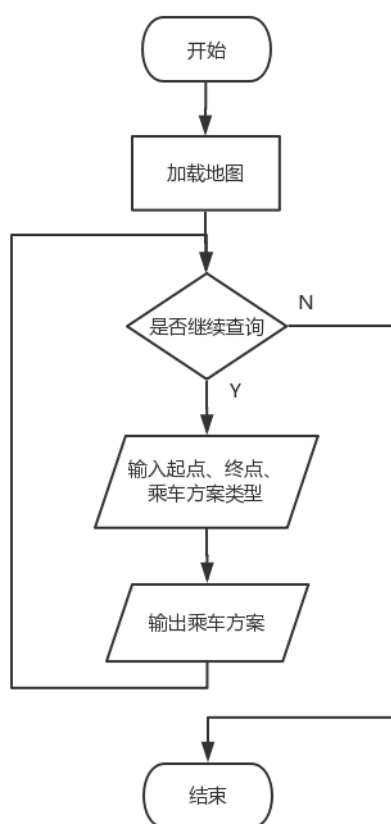 开始
加载地图
是否继续查询
N
Y
输入起点、终点、
乘车方案类型
输出乘车方案
结束